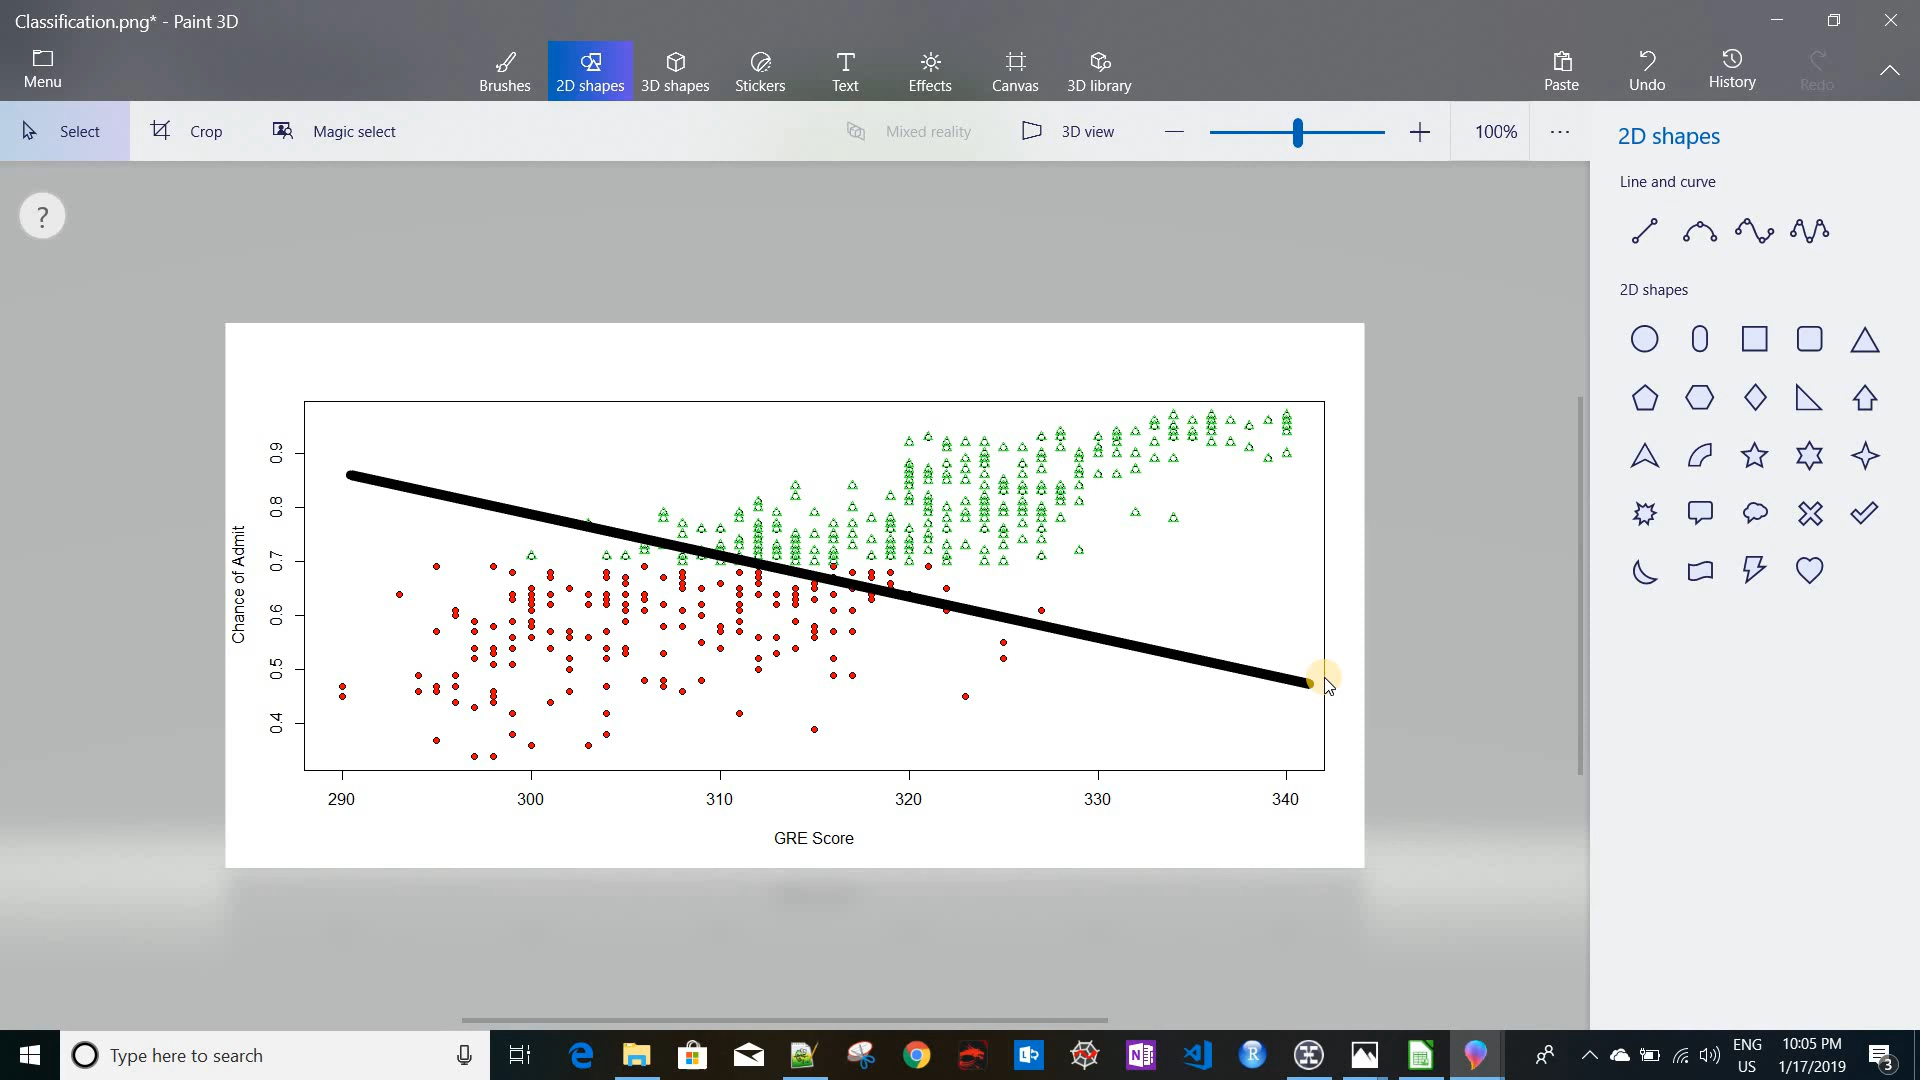 Classification.png* - Paint 3D
Menu
Brushes
2D shapes
3D shapes
Stickers
Text
Effects
Canvas
3D library
Paste
Undo
History
Redo
Select
Crop
Magic select
Mixed reality
3D view
100%
2D shapes
Line and curve
2D shapes
?
Chance of Admit
0.9
0.8
0.7
0.6
0.5
0.4
290
300
310
320
330
340
GRE Score
Type here to search
ENG
US
10:05 PM
1/17/2019
3